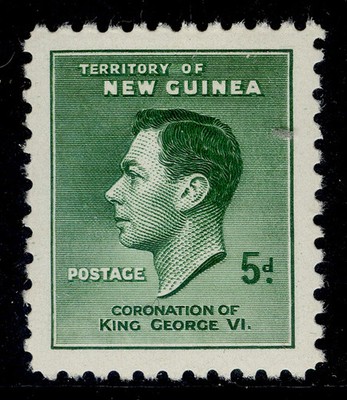 TERRITORY OF
NEW GUINEA
POSTAGE
5d.
CORONATION OF
KING GEORGE VI.